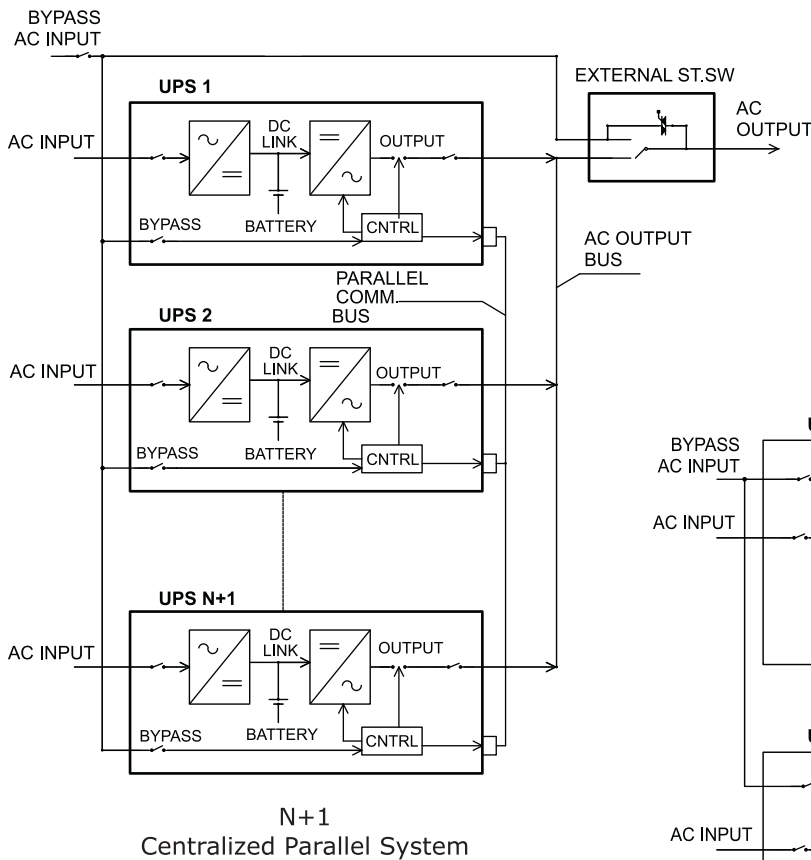 BYPASS
AC INPUT
EXTERNAL ST.SW
AC
OUTPUT
UPS 1
AC INPUT
DC
LINK
OUTPUT
BYPASS
BATTERY
CNTRL
AC OUTPUT
BUS
PARALLEL
COMM.
BUS
UPS 2
AC INPUT
DC
LINK
OUTPUT
BYPASS
BATTERY
CNTRL
UPS N+1
AC INPUT
DC
LINK
OUTPUT
BYPASS
BATTERY
CNTRL
N+1
Centralized Parallel System
U
BYPASS
AC INPUT
AC INPUT
U
AC INPUT